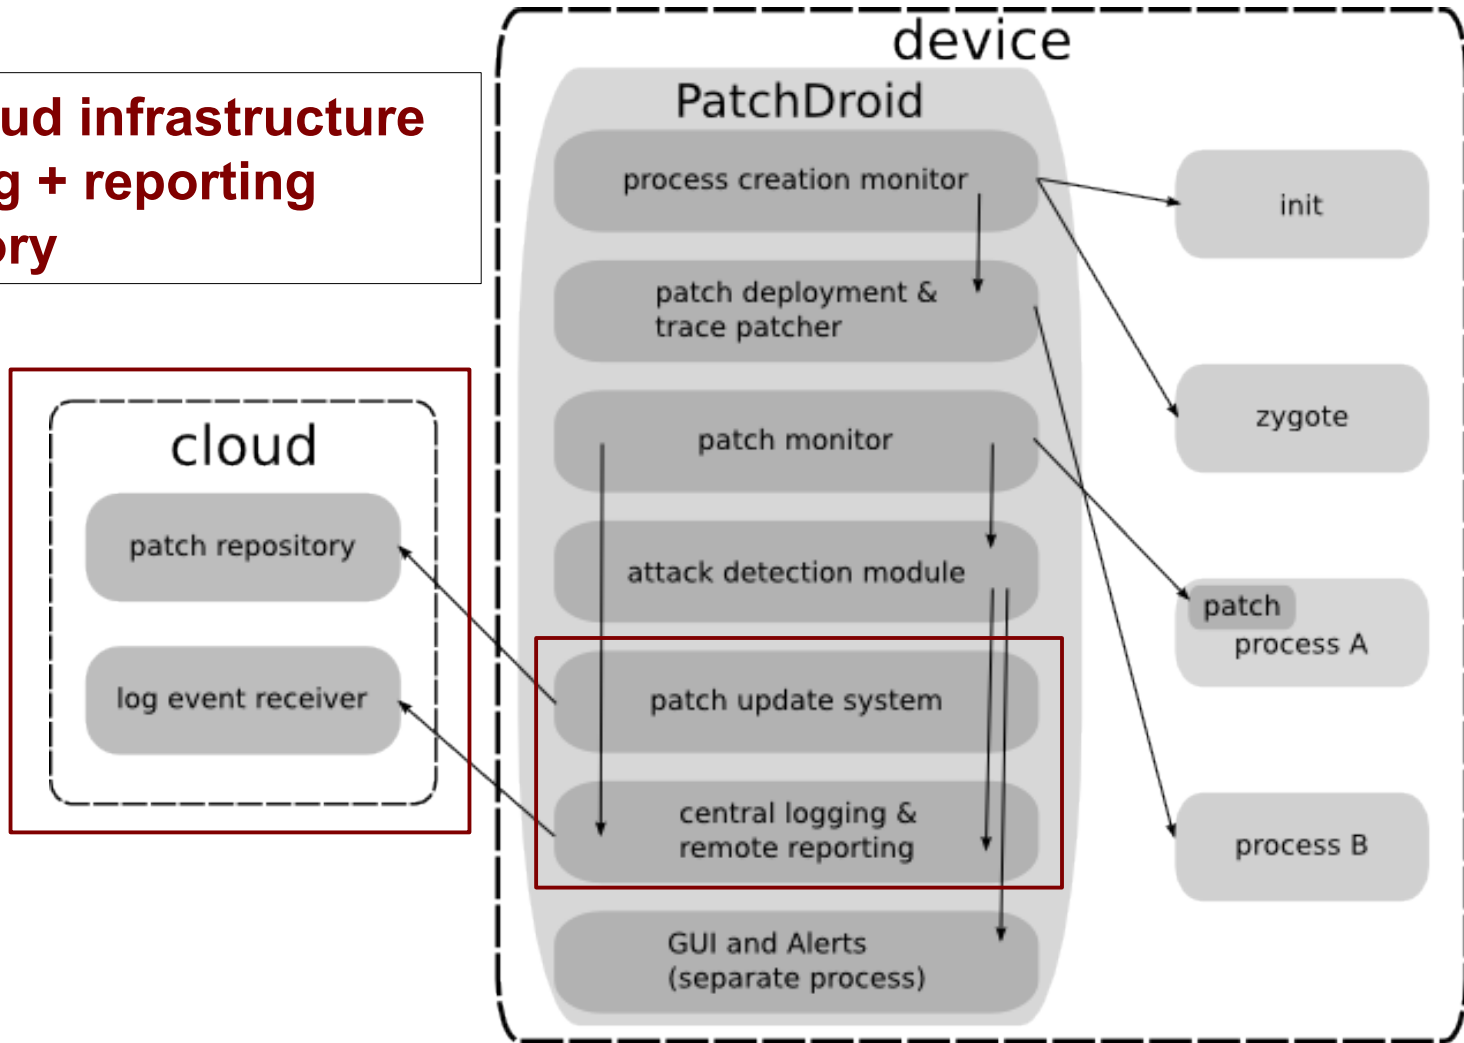 device
PatchDroid
infrastructure
+ reporting
process creation monitor
init
patch deployment &
trace patcher
zygote
patch monitor
cloud
patch repository
attack detection module
patch
process A
log event receiver
patch update system
central logging &
remote reporting
process B
GUI and Alerts
(separate process)